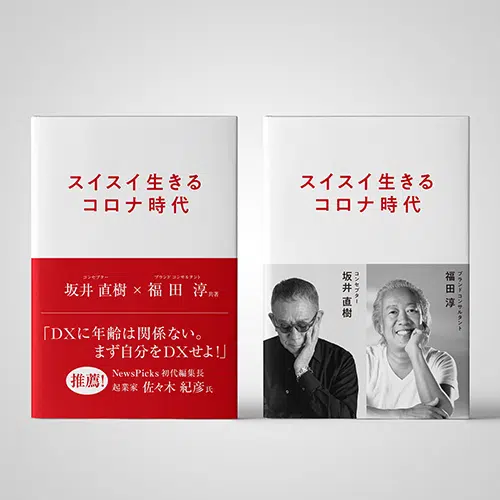 スイスイ生きる
コロナ時代
コンセプター
坂井 直樹
×
ブランドコンサルタント
福田 淳 共著
「DXに年齢は関係ない。
まず自分をDXせよ!」
推薦!
NewsPicks 初代編集長
起業家 佐々木 紀彦氏
スイスイ生きる
コロナ時代
コンセプター
坂井 直樹
ブランドコンサルタント
福田 淳